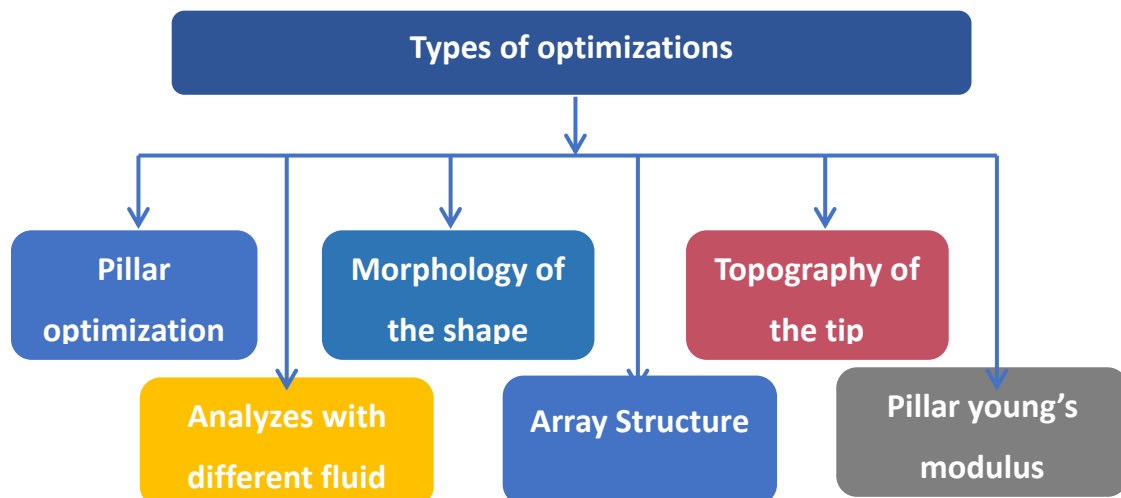 Types of optimizations
Pillar
optimization
Morphology of
the shape
Topography of
the tip
Analyzes with
different fluid
Array Structure
Pillar young’s
modulus